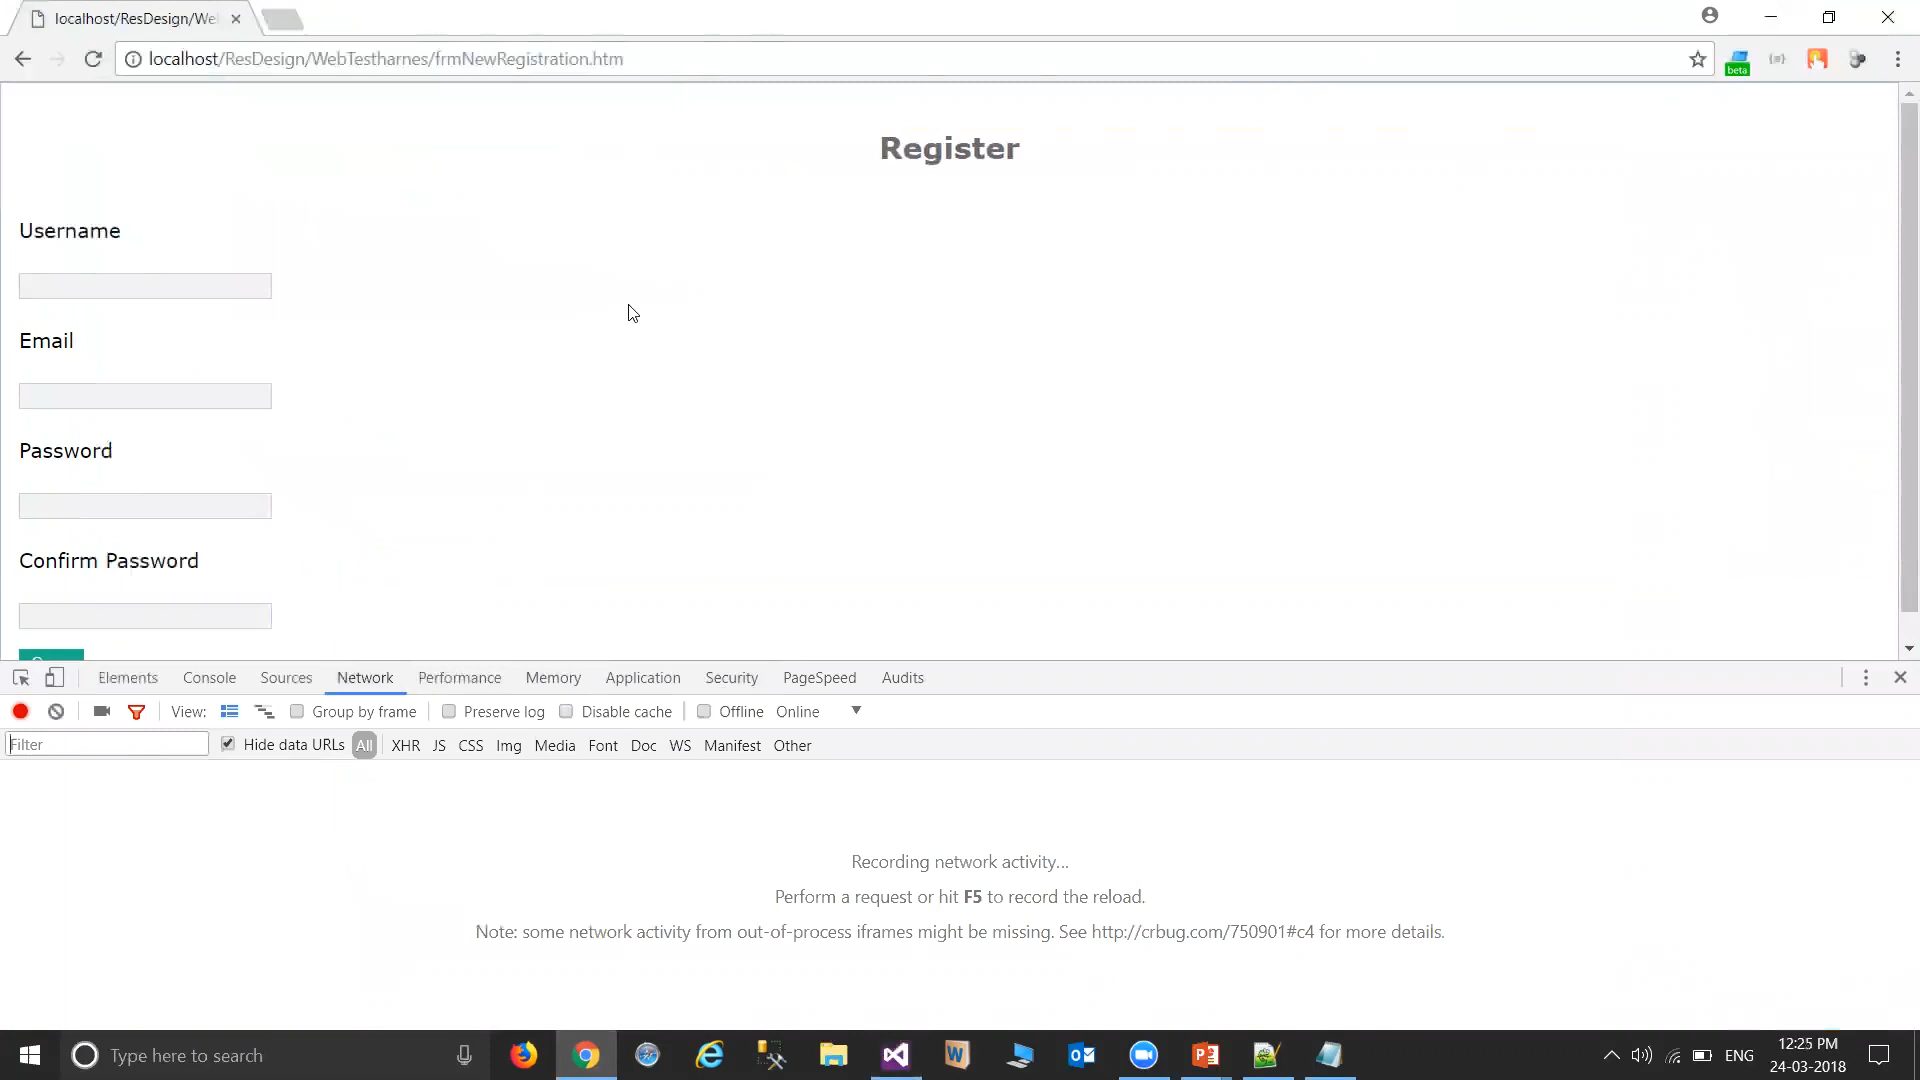 localhost/ResDesign/We
localhost/ResDesign/WebTestharnes/frmNewRegistration.htm
beta
Register
Username
Email
Password
Confirm Password
Elements Console Sources Network Performance Memory Application Security PageSpeed Audits
View: Group by frame Preserve log Disable cache Offline Online
Filter Hide data URLs All XHR JS CSS Img Media Font Doc WS Manifest Other
Recording network activity...
Perform a request or hit F5 to record the reload.
Note: some network activity from out-of-process iframes might be missing. See http://crbug.com/750901#c4 for more details.
Type here to search
ENG
12:25 PM
24-03-2018